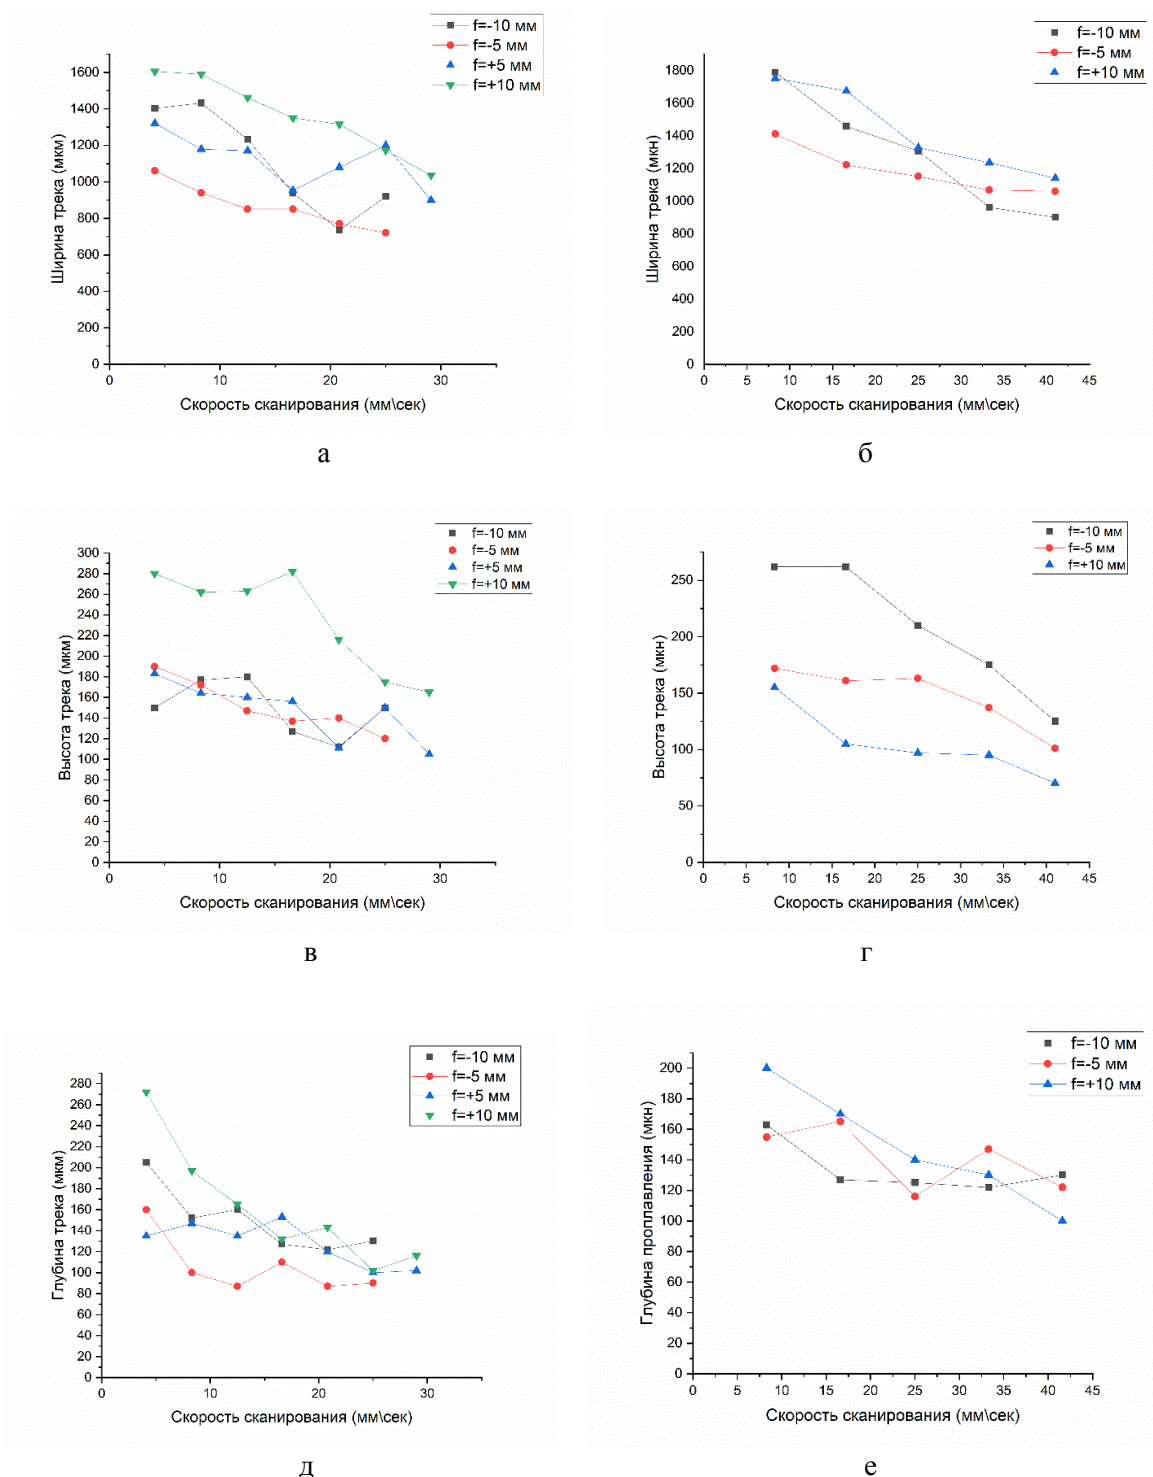 f=-10 мм
f=-5 мм
f=+5 мм
f=+10 мм
Ширина трека (мкм)
1600
1400
1200
1000
800
600
400
200
0
0 10 20 30
Скорость сканирования (мм\сек)
а
f=-10 мм
f=-5 мм
f=+10 мм
Ширина трека (мкн)
1800
1600
1400
1200
1000
800
600
400
200
0
0 5 10 15 20 25 30 35 40 45
Скорость сканирования (мм\сек)
б
f=-10 мм
f=-5 мм
f=+5 мм
f=+10 мм
Высота трека (мкм)
300
280
260
240
220
200
190
160
140
120
100
80
60
40
20
0
0 10 20 30
Скорость сканирования (мм\сек)
в
f=-10 мм
f=-5 мм
f=+10 мм
Высота трека (мкн)
250
200
150
100
50
0
0 5 10 15 20 25 30 35 40 45
Скорость сканирования (мм\сек)
г
f=-10 мм
f=-5 мм
f=+5 мм
f=+10 мм
Глубина трека (мкм)
280
260
240
220
200
180
160
140
120
100
80
60
40
20
0
0 10 20 30
Скорость сканирования (мм\сек)
д
f=-10 мм
f=-5 мм
f=+10 мм
Глубина проплавления (мкн)
200
180
160
140
120
100
80
60
40
20
0
0 5 10 15 20 25 30 35 40 45
Скорость сканирования (мм\сек)
е